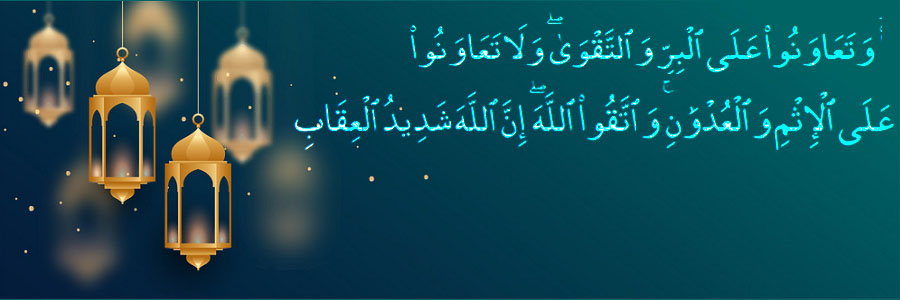 وَتَعَاوَنُوا۟ عَلَى ٱلْبِرِّ وَٱلتَّقْوَىٰ ۖ وَلَا تَعَاوَنُوا۟
عَلَى ٱلْإِثْمِ وَٱلْعُدْوَٰنِ ۚ وَٱتَّقُوا۟ ٱللَّهَ ۖ إِنَّ ٱللَّهَ شَدِيدُ ٱلْعِقَابِ